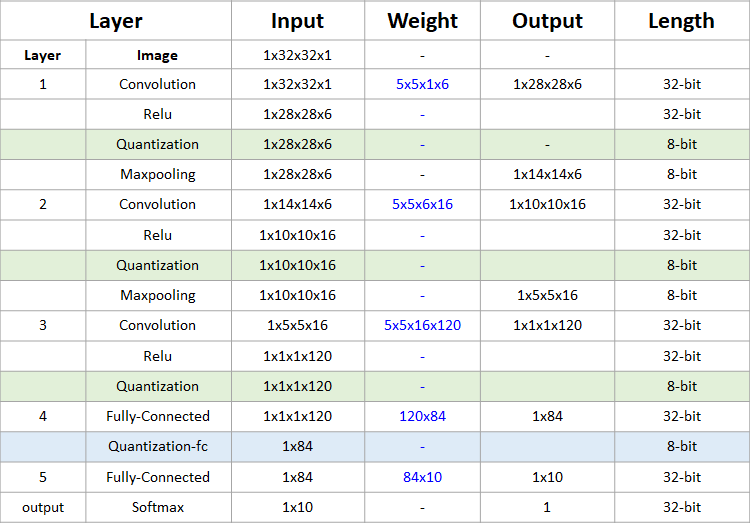 Layer Input Weight Output Length
Layer Image 1x32x32x1 - -
1 Convolution 1x32x32x1 5x5x1x6 1x28x28x6 32-bit
Relu 1x28x28x6 - 32-bit
Quantization 1x28x28x6 - - 8-bit
Maxpooling 1x28x28x6 - 1x14x14x6 8-bit
2 Convolution 1x14x14x6 5x5x6x16 1x10x10x16 32-bit
Relu 1x10x10x16 - 32-bit
Quantization 1x10x10x16 - 8-bit
Maxpooling 1x10x10x16 - 1x5x5x16 8-bit
3 Convolution 1x5x5x16 5x5x16x120 1x1x1x120 32-bit
Relu 1x1x1x120 - 32-bit
Quantization 1x1x1x120 - 8-bit
4 Fully-Connected 1x1x1x120 120x84 1x84 32-bit
Quantization-fc 1x84 - 8-bit
5 Fully-Connected 1x84 84x10 1x10 32-bit
output Softmax 1x10 - 1 32-bit